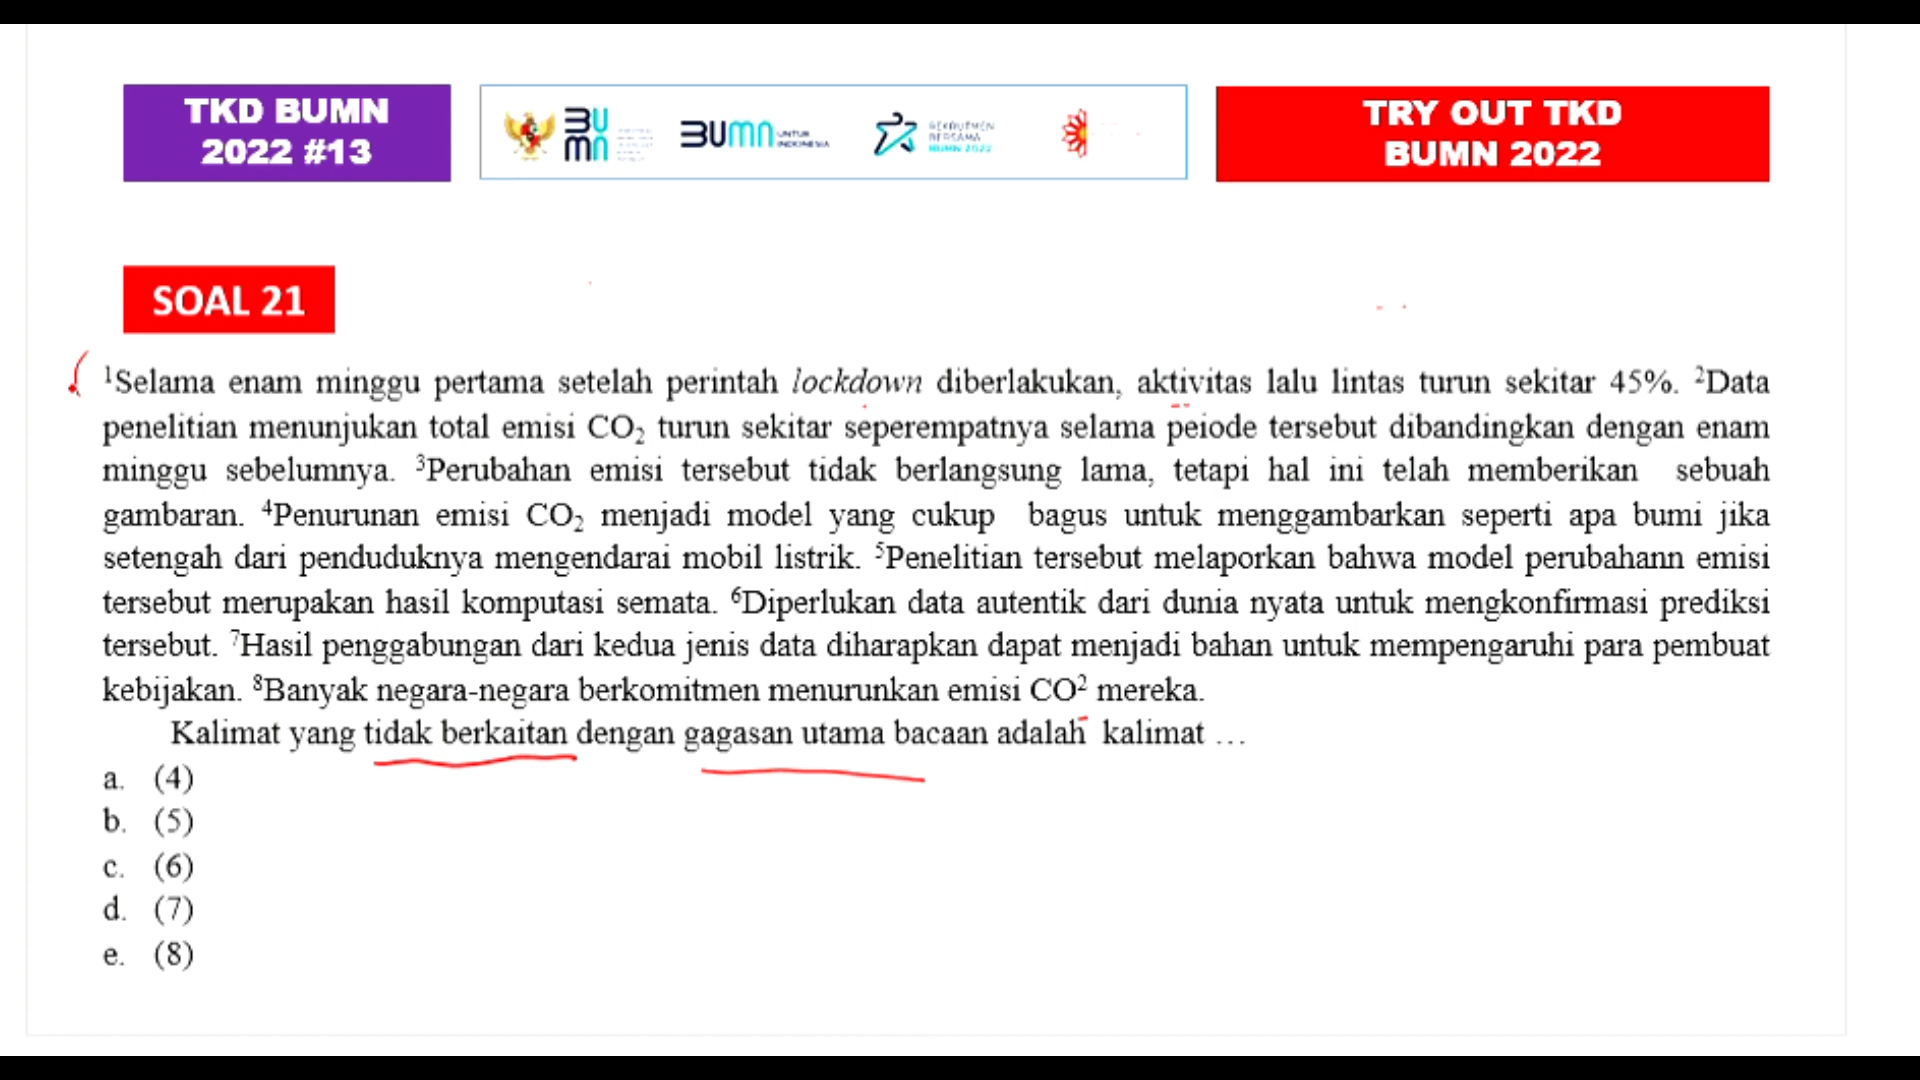 TKD BUMN
2022 #13
BUMN
BUMN UNTUK
INDONESIA
REKRUTMEN
BERSAMA
BUMN 2022
TRY OUT TKD
BUMN 2022
SOAL 21
¹Selama enam minggu pertama setelah perintah lockdown diberlakukan, aktivitas lalu lintas turun sekitar 45%. ²Data
penelitian menunjukan total emisi CO₂ turun sekitar seperempatnya selama peiode tersebut dibandingkan dengan enam
minggu sebelumnya. ³Perubahan emisi tersebut tidak berlangsung lama, tetapi hal ini telah memberikan sebuah
gambaran. ⁴Penurunan emisi CO₂ menjadi model yang cukup bagus untuk menggambarkan seperti apa bumi jika
setengah dari penduduknya mengendarai mobil listrik. ⁵Penelitian tersebut melaporkan bahwa model perubahann emisi
tersebut merupakan hasil komputasi semata. ⁶Diperlukan data autentik dari dunia nyata untuk mengkonfirmasi prediksi
tersebut. ⁷Hasil penggabungan dari kedua jenis data diharapkan dapat menjadi bahan untuk mempengaruhi para pembuat
kebijakan. ⁸Banyak negara-negara berkomitmen menurunkan emisi CO² mereka.
Kalimat yang tidak berkaitan dengan gagasan utama bacaan adalah kalimat …
a. (4)
b. (5)
c. (6)
d. (7)
e. (8)